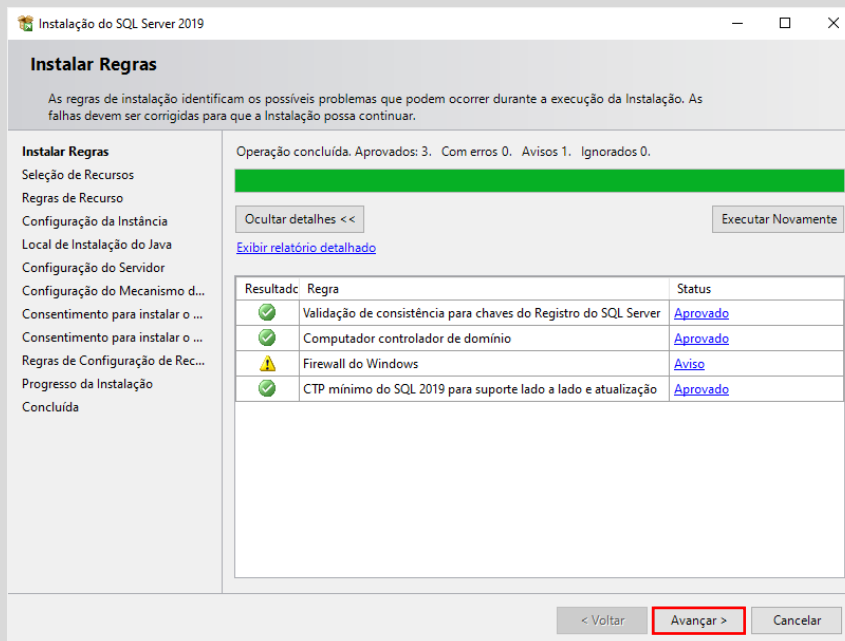 Instalação do SQL Server 2019
Instalar Regras
As regras de instalação identificam os possíveis problemas que podem ocorrer durante a execução da Instalação. As
falhas devem ser corrigidas para que a Instalação possa continuar.
Instalar Regras
Seleção de Recursos
Regras de Recurso
Configuração da Instância
Local de Instalação do Java
Configuração do Servidor
Configuração do Mecanismo d...
Consentimento para instalar o ...
Consentimento para instalar o ...
Regras de Configuração de Rec...
Progresso da Instalação
Concluída
Operação concluída. Aprovados: 3. Com erros 0. Avisos 1. Ignorados 0.
Ocultar detalhes << Executar Novamente
Exibir relatório detalhado
Resultado Regra Status
Validação de consistência para chaves do Registro do SQL Server Aprovado
Computador controlador de domínio Aprovado
Firewall do Windows Aviso
CTP mínimo do SQL 2019 para suporte lado a lado e atualização Aprovado
< Voltar Avançar > Cancelar